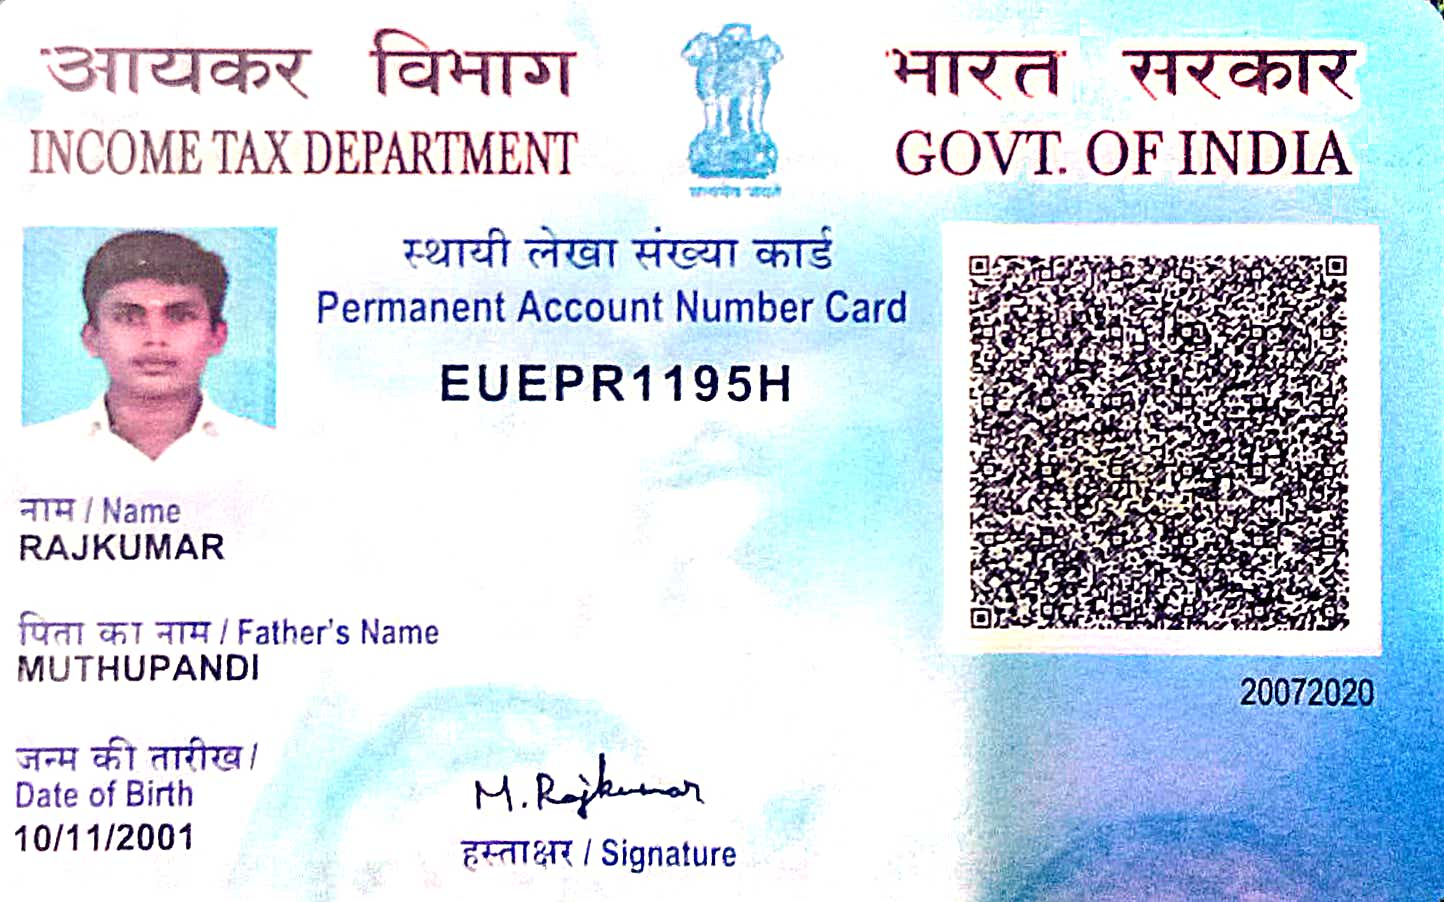 आयकर विभाग
INCOME TAX DEPARTMENT
भारत सरकार
GOVT. OF INDIA
सत्यमेव जयते
स्थायी लेखा संख्या कार्ड
Permanent Account Number Card
EUEPR1195H
नाम / Name
RAJKUMAR
पिता का नाम / Father's Name
MUTHUPANDI
20072020
जन्म की तारीख /
Date of Birth
10/11/2001
M. Rajkumar
हस्ताक्षर / Signature